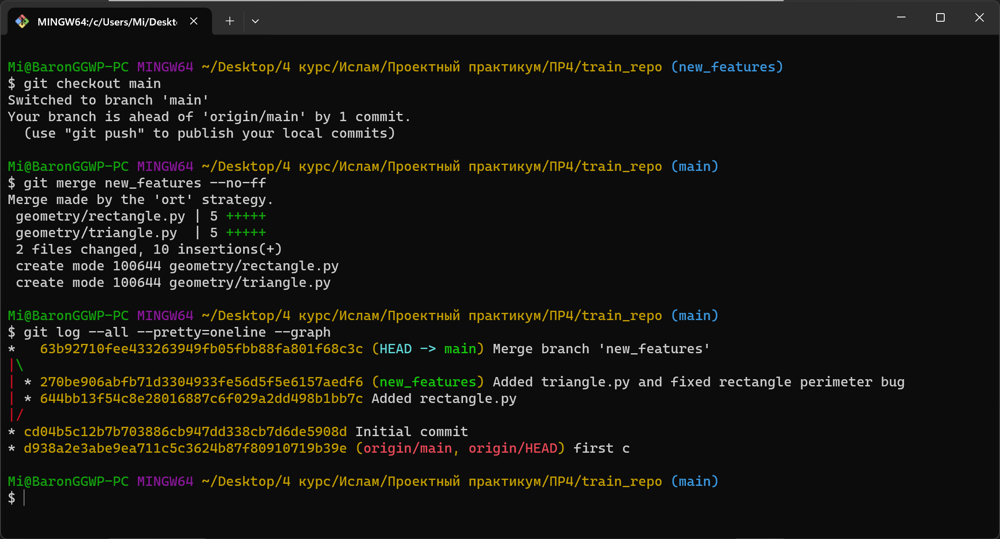 MINGW64:/c/Users/Mi/Deskt
Mi@BaronGGWP-PC MINGW64 ~/Desktop/4 курс/Ислам/Проектный практикум/ПР4/train_repo (new_features)
$ git checkout main
Switched to branch 'main'
Your branch is ahead of 'origin/main' by 1 commit.
  (use "git push" to publish your local commits)
Mi@BaronGGWP-PC MINGW64 ~/Desktop/4 курс/Ислам/Проектный практикум/ПР4/train_repo (main)
$ git merge new_features --no-ff
Merge made by the 'ort' strategy.
 geometry/rectangle.py | 5 +++++
 geometry/triangle.py  | 5 +++++
 2 files changed, 10 insertions(+)
 create mode 100644 geometry/rectangle.py
 create mode 100644 geometry/triangle.py
Mi@BaronGGWP-PC MINGW64 ~/Desktop/4 курс/Ислам/Проектный практикум/ПР4/train_repo (main)
$ git log --all --pretty=oneline --graph
*   63b92710fee433263949fb05fbb88fa801f68c3c (HEAD -> main) Merge branch 'new_features'
|\
| * 270be906abfb71d3304933fe56d5f5e6157aedf6 (new_features) Added triangle.py and fixed rectangle perimeter bug
| * 644bb13f54c8e28016887c6f029a2dd498b1bb7c Added rectangle.py
|/
* cd04b5c12b7b703886cb947dd338cb7d6de5908d Initial commit
* d938a2e3abe9ea711c5c3624b87f80910719b39e (origin/main, origin/HEAD) first c
Mi@BaronGGWP-PC MINGW64 ~/Desktop/4 курс/Ислам/Проектный практикум/ПР4/train_repo (main)
$